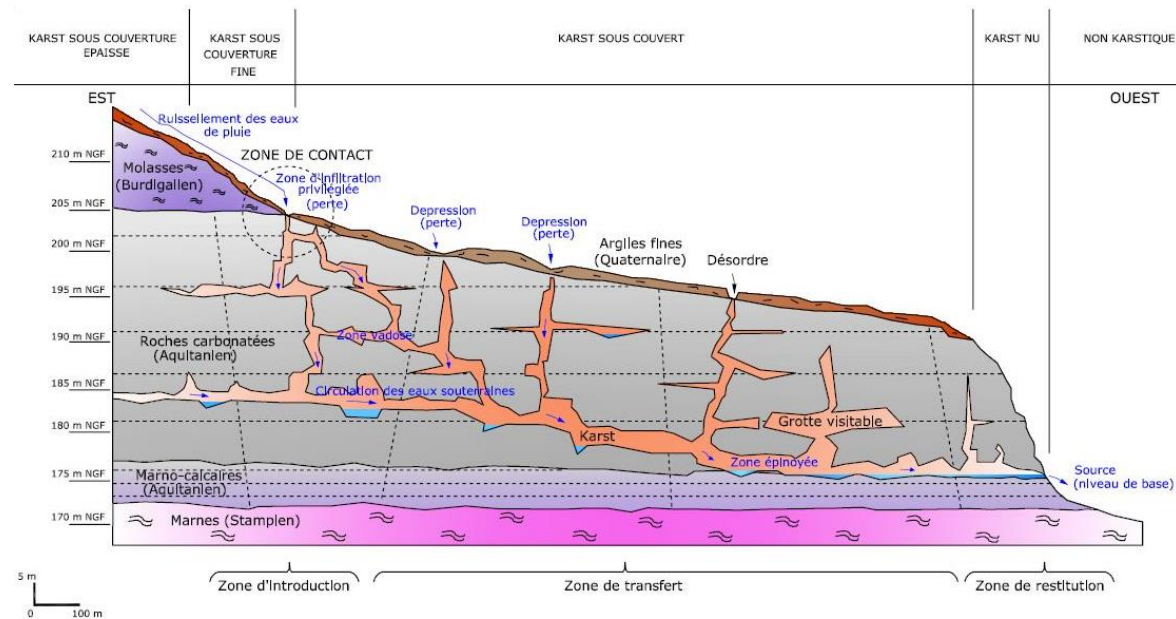 KARST SOUS COUVERTURE
EPAISSE
KARST SOUS
COUVERTURE
FINE
KARST SOUS COUVERT
KARST NU
NON KARSTIQUE
EST
OUEST
Ruissellement des eaux
de pluie
210 m NGF
ZONE DE CONTACT
Molasses
(Burdigalien)
Zone d'infiltration
privilégiée
(perte)
205 m NGF
Depression
(perte)
Depression
(perte)
200 m NGF
Argiles fines
(Quaternaire)
Désordre
195 m NGF
190 m NGF
Zone vadose
Roches carbonatées
(Aquitanien)
185 m NGF
Circulation des eaux souterraines
Grotte visitable
180 m NGF
Karst
Zone épinoyée
175 m NGF
Marno-calcaires
(Aquitanien)
Source
(niveau de base)
170 m NGF
Marnes (Stampien)
5 m
0 100 m
Zone d'introduction
Zone de transfert
Zone de restitution